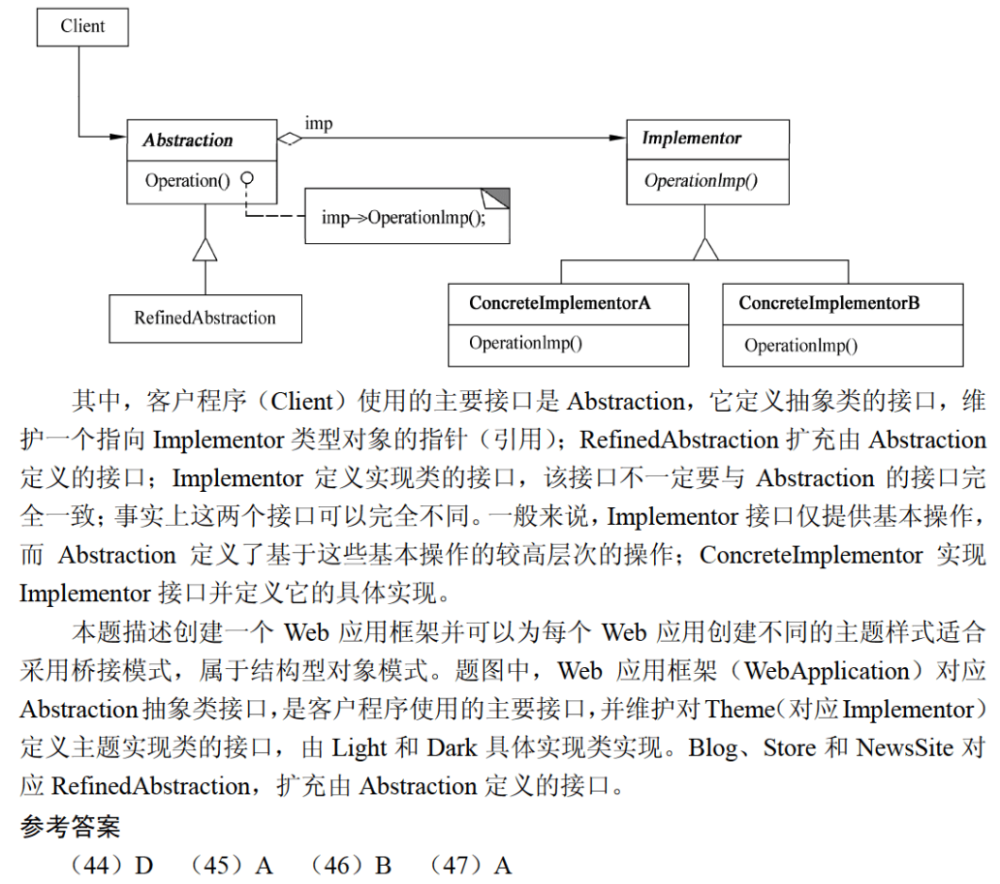 Client
imp
Abstraction
Implementor
Operation()
OperationImp()
imp->OperationImp();
RefinedAbstraction
ConcreteImplementorA
ConcreteImplementorB
OperationImp()
OperationImp()
其中，客户程序（Client）使用的主要接口是 Abstraction，它定义抽象类的接口，维
护一个指向 Implementor 类型对象的指针（引用）；RefinedAbstraction 扩充由 Abstraction
定义的接口；Implementor 定义实现类的接口，该接口不一定要与 Abstraction 的接口完
全一致；事实上这两个接口可以完全不同。一般来说，Implementor 接口仅提供基本操作，
而 Abstraction 定义了基于这些基本操作的较高层次的操作；ConcreteImplementor 实现
Implementor 接口并定义它的具体实现。
本题描述创建一个 Web 应用框架并可以为每个 Web 应用创建不同的主题样式适合
采用桥接模式，属于结构型对象模式。题图中，Web 应用框架（WebApplication）对应
Abstraction 抽象类接口，是客户程序使用的主要接口，并维护对 Theme（对应 Implementor）
定义主题实现类的接口，由 Light 和 Dark 具体实现类实现。Blog、Store 和 NewsSite 对
应 RefinedAbstraction，扩充由 Abstraction 定义的接口。
参考答案
（44）D （45）A （46）B （47）A